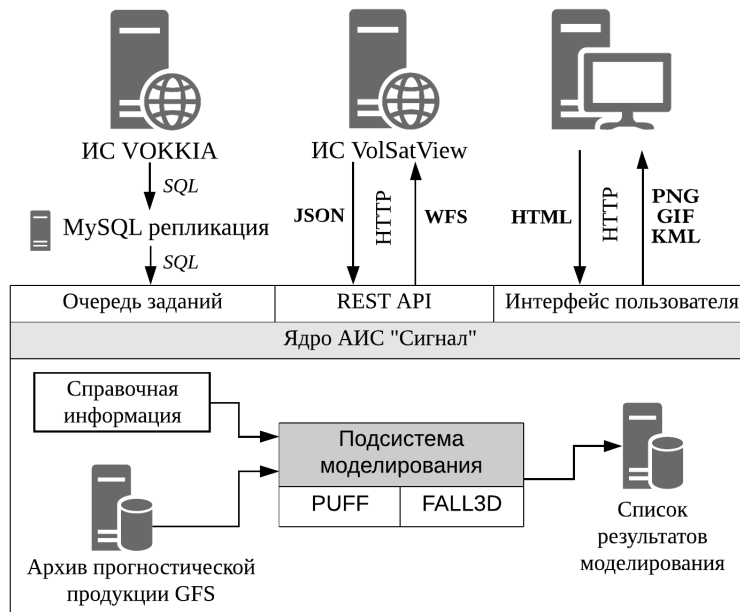 ИС VOKKIA
ИС VolSatView
SQL
MySQL репликация
SQL
JSON
HTTP
WFS
HTML
HTTP
PNG
GIF
KML
Очередь заданий
REST API
Интерфейс пользователя
Ядро АИС "Сигнал"
Справочная
информация
Подсистема
моделирования
PUFF
FALL3D
Архив прогностической
продукции GFS
Список
результатов
моделирования